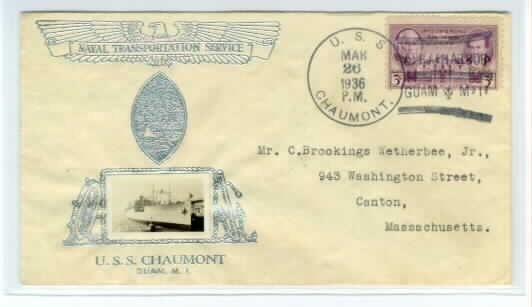 NAVAL TRANSPORTATION SERVICE
U. S. S.
MAR
26
1936
P.M.
CHAUMONT.
3¢
GUAM
Mr. C.Brookings Wetherbee, Jr.,
943 Washington Street,
Canton,
Massachusetts.
U. S. S. CHAUMONT
GUAM, M. I.